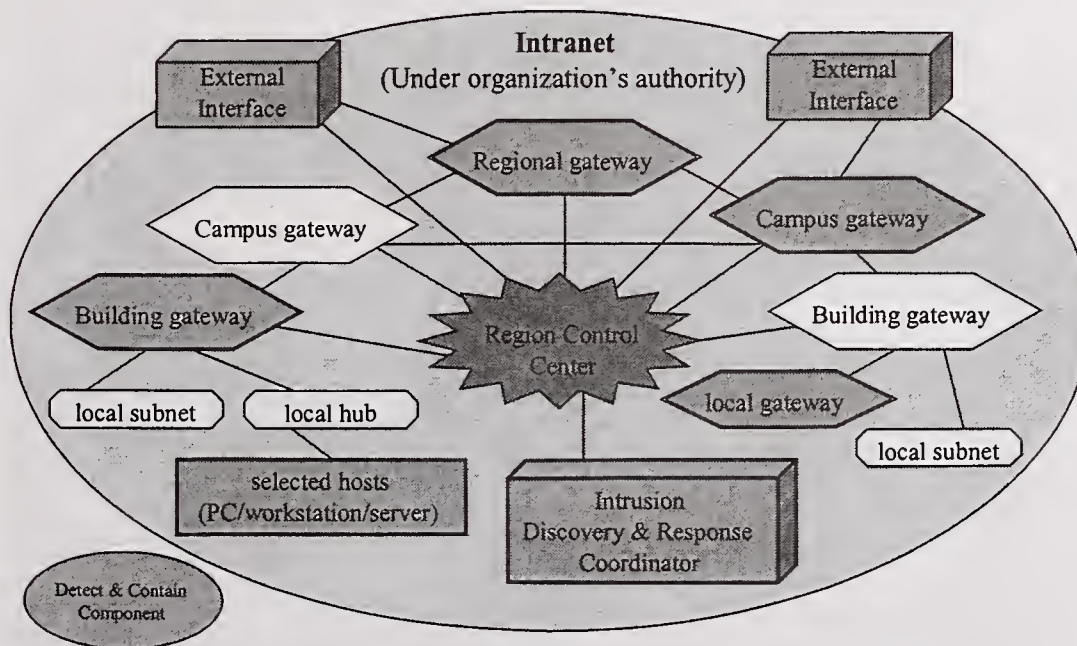 Intranet
(Under organization's authority)
External
Interface
External
Interface
Regional gateway
Campus gateway
Campus gateway
Building gateway
Region Control
Center
Building gateway
local subnet
local hub
local gateway
local subnet
selected hosts
(PC/workstation/server)
Intrusion
Discovery & Response
Coordinator
Detect & Contain
Component